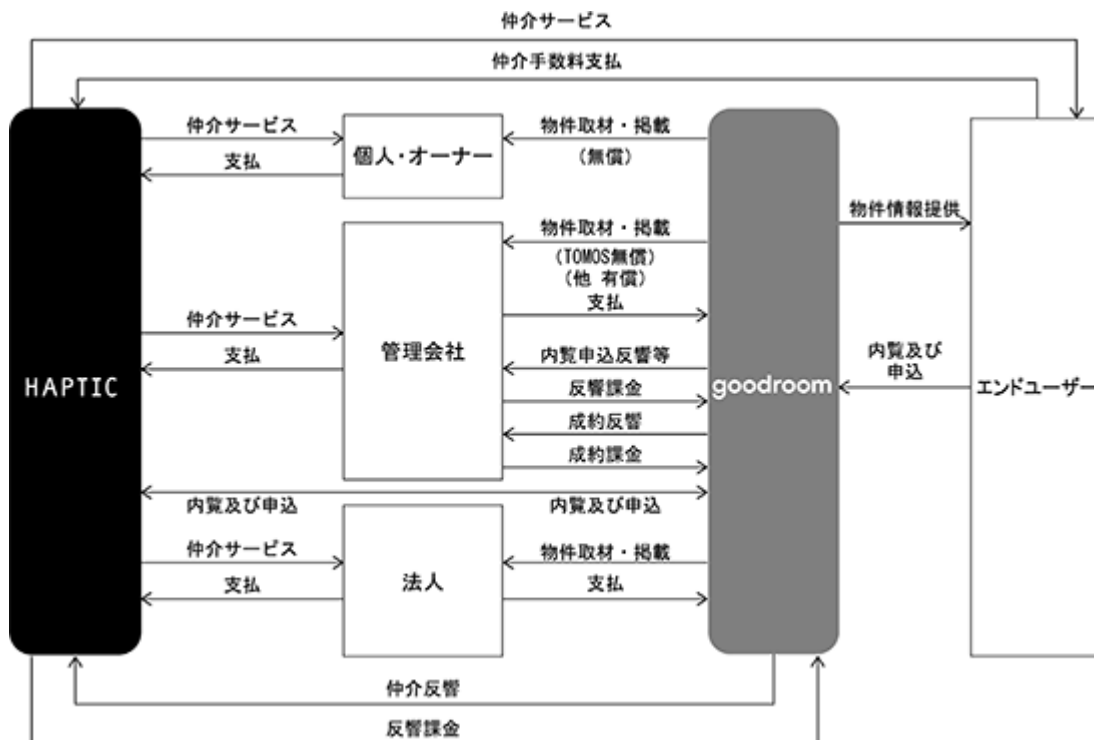 仲介サービス
仲介手数料支払
仲介サービス
支払
個人・オーナー
物件取材・掲載
(無償)
物件情報提供
物件取材・掲載
(TOMOS無償)
(他 有償)
支払
仲介サービス
支払
管理会社
内覧申込反響等
反響課金
成約反響
成約課金
HAPTIC
goodroom
内覧及び
申込
エンドユーザー
内覧及び申込
内覧及び申込
仲介サービス
支払
法人
物件取材・掲載
支払
仲介反響
反響課金